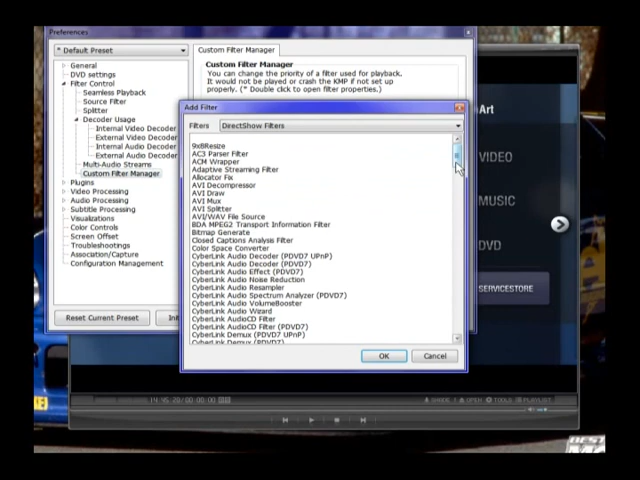 Preferences
* Default Preset
General
DVD settings
Filter Control
Seamless Playback
Source Filter
Splitter
Decoder Usage
Internal Video Decoder
External Video Decoder
Internal Audio Decoder
External Audio Decoder
Multi-Audio Streams
Custom Filter Manager
Plugins
Video Processing
Audio Processing
Subtitle Processing
Visualizations
Color Controls
Screen Offset
Troubleshootings
Association/Capture
Configuration Management
Reset Current Preset
Custom Filter Manager
Custom Filter Manager
You can change the priority of a filter used for playback.
It would not be played or crash the KMP if not set up
properly. (* Double click to open filter properties.)
Add Filter
Filters
DirectShow Filters
9x8Resize
AC3 Parser Filter
ACM Wrapper
Adaptive Streaming Filter
Allocator Fix
AVI Decompressor
AVI Draw
AVI Mux
AVI Splitter
AVI/WAV File Source
BDA MPEG2 Transport Information Filter
Bitmap Generate
Closed Captions Analysis Filter
Color Space Converter
CyberLink Audio Decoder (PDVD7 UPnP)
CyberLink Audio Decoder (PDVD7)
CyberLink Audio Effect (PDVD7)
CyberLink Audio Noise Reduction
CyberLink Audio Resampler
CyberLink Audio Spectrum Analyzer (PDVD7)
CyberLink Audio VolumeBooster
CyberLink Audio Wizard
CyberLink AudioCD Filter
CyberLink AudioCD Filter (PDVD7)
CyberLink Demux (PDVD7 UPnP)
CyberLink Demux (PDVD7)
OK
Cancel
Art
VIDEO
MUSIC
DVD
SERVICESTORE
OPEN
TOOLS
PLAYLIST